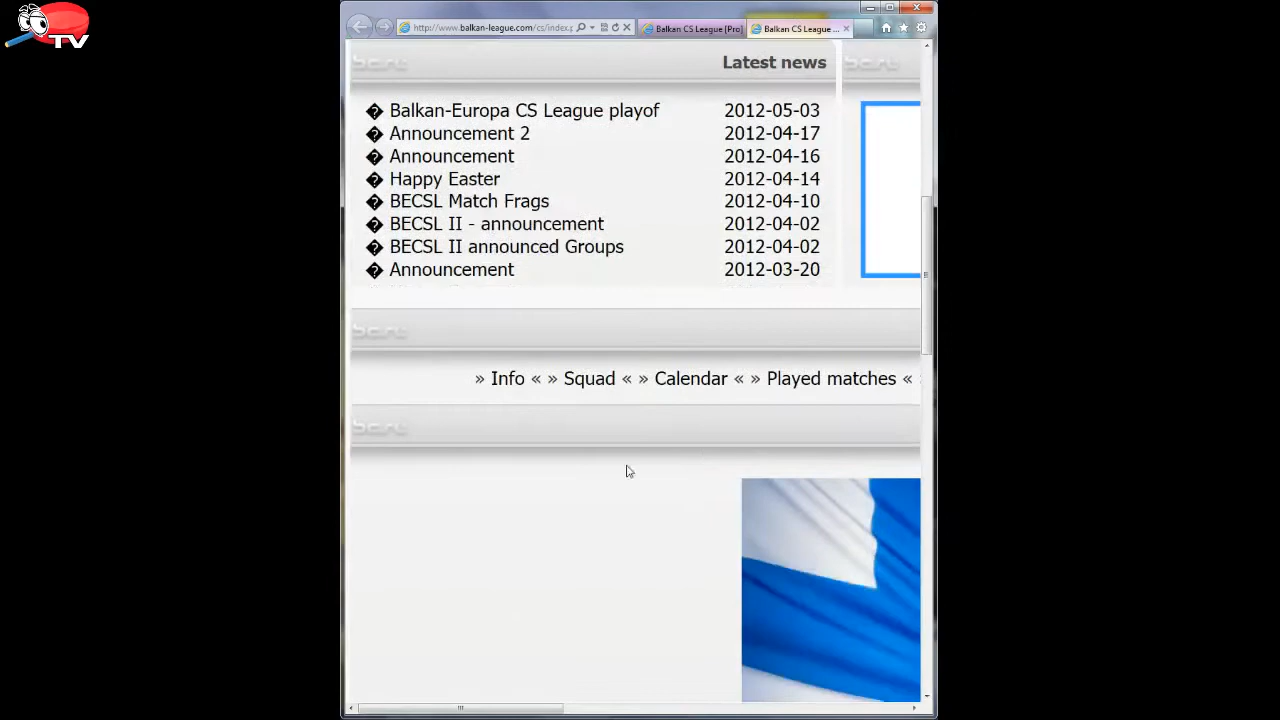 TV
http://www.balkan-league.com/cs/index.p
Balkan CS League [Pro]
Balkan CS League ...
Latest news
� Balkan-Europa CS League playof 2012-05-03
� Announcement 2 2012-04-17
� Announcement 2012-04-16
� Happy Easter 2012-04-14
� BECSL Match Frags 2012-04-10
� BECSL II - announcement 2012-04-02
� BECSL II announced Groups 2012-04-02
� Announcement 2012-03-20
» Info « » Squad « » Calendar « » Played matches «